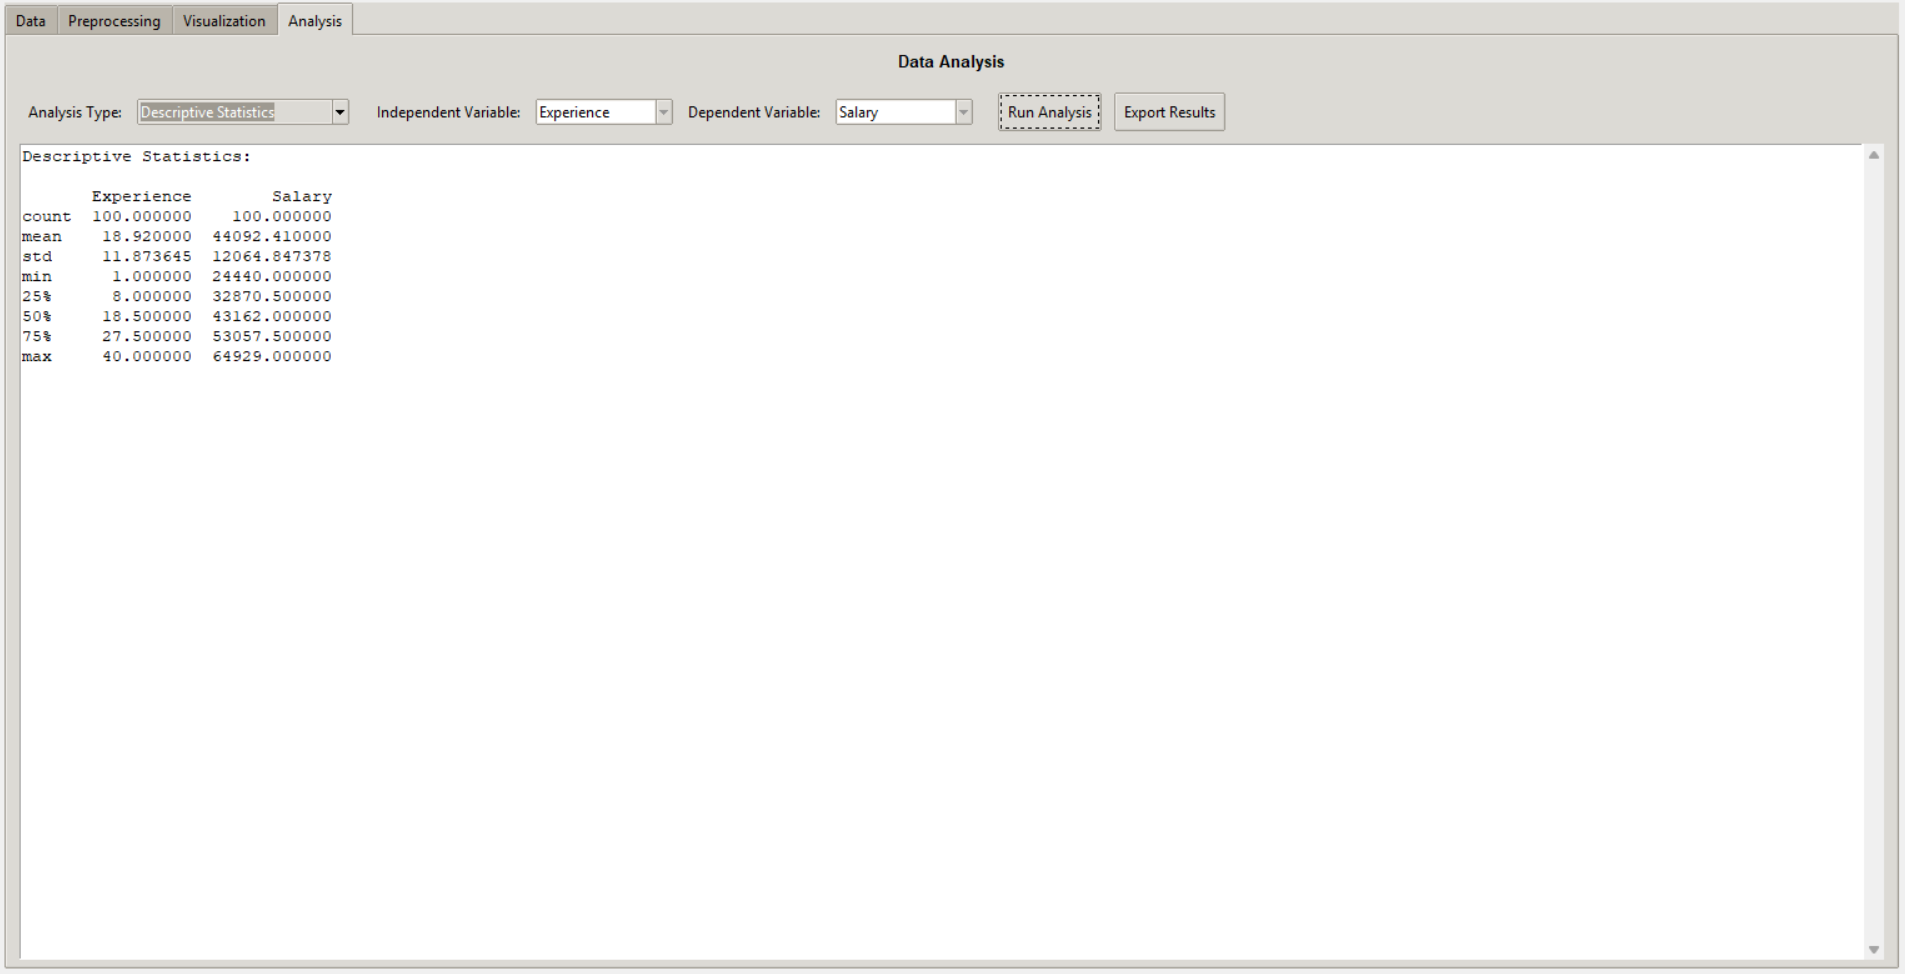 Data Preprocessing Visualization Analysis
Data Analysis
Analysis Type: Descriptive Statistics Independent Variable: Experience Dependent Variable: Salary Run Analysis Export Results
Descriptive Statistics:
Experience Salary
count 100.000000 100.000000
mean 18.920000 44092.410000
std 11.873645 12064.847378
min 1.000000 24440.000000
25% 8.000000 32870.500000
50% 18.500000 43162.000000
75% 27.500000 53057.500000
max 40.000000 64929.000000